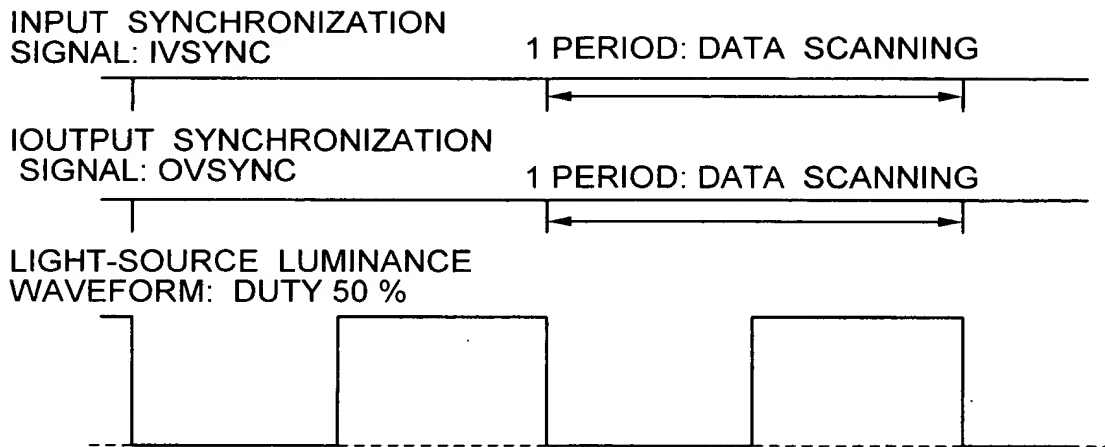 INPUT SYNCHRONIZATION
SIGNAL: IVSYNC
1 PERIOD: DATA SCANNING
IOUTPUT SYNCHRONIZATION
SIGNAL: OVSYNC
1 PERIOD: DATA SCANNING
LIGHT-SOURCE LUMINANCE
WAVEFORM: DUTY 50 %